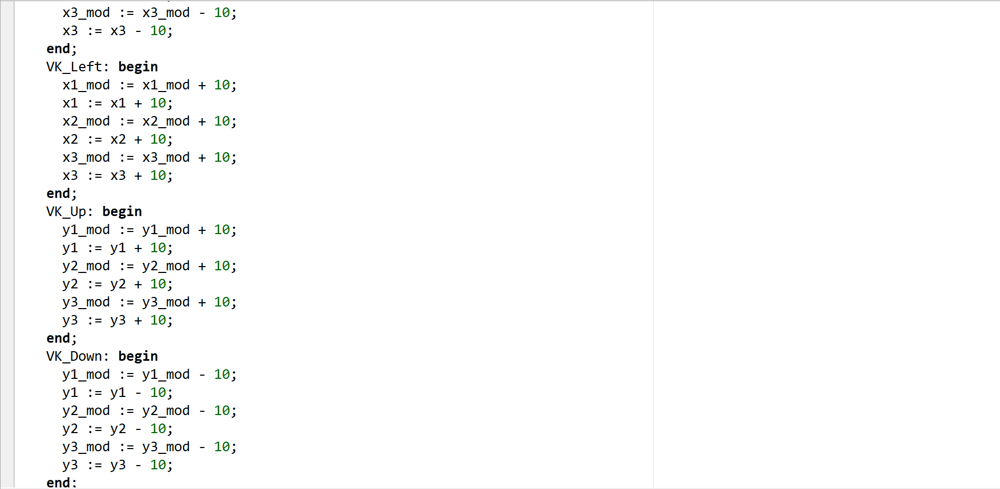 x3_mod := x3_mod - 10;
x3 := x3 - 10;
end;
VK_Left: begin
x1_mod := x1_mod + 10;
x1 := x1 + 10;
x2_mod := x2_mod + 10;
x2 := x2 + 10;
x3_mod := x3_mod + 10;
x3 := x3 + 10;
end;
VK_Up: begin
y1_mod := y1_mod + 10;
y1 := y1 + 10;
y2_mod := y2_mod + 10;
y2 := y2 + 10;
y3_mod := y3_mod + 10;
y3 := y3 + 10;
end;
VK_Down: begin
y1_mod := y1_mod - 10;
y1 := y1 - 10;
y2_mod := y2_mod - 10;
y2 := y2 - 10;
y3_mod := y3_mod - 10;
y3 := y3 - 10;
end;